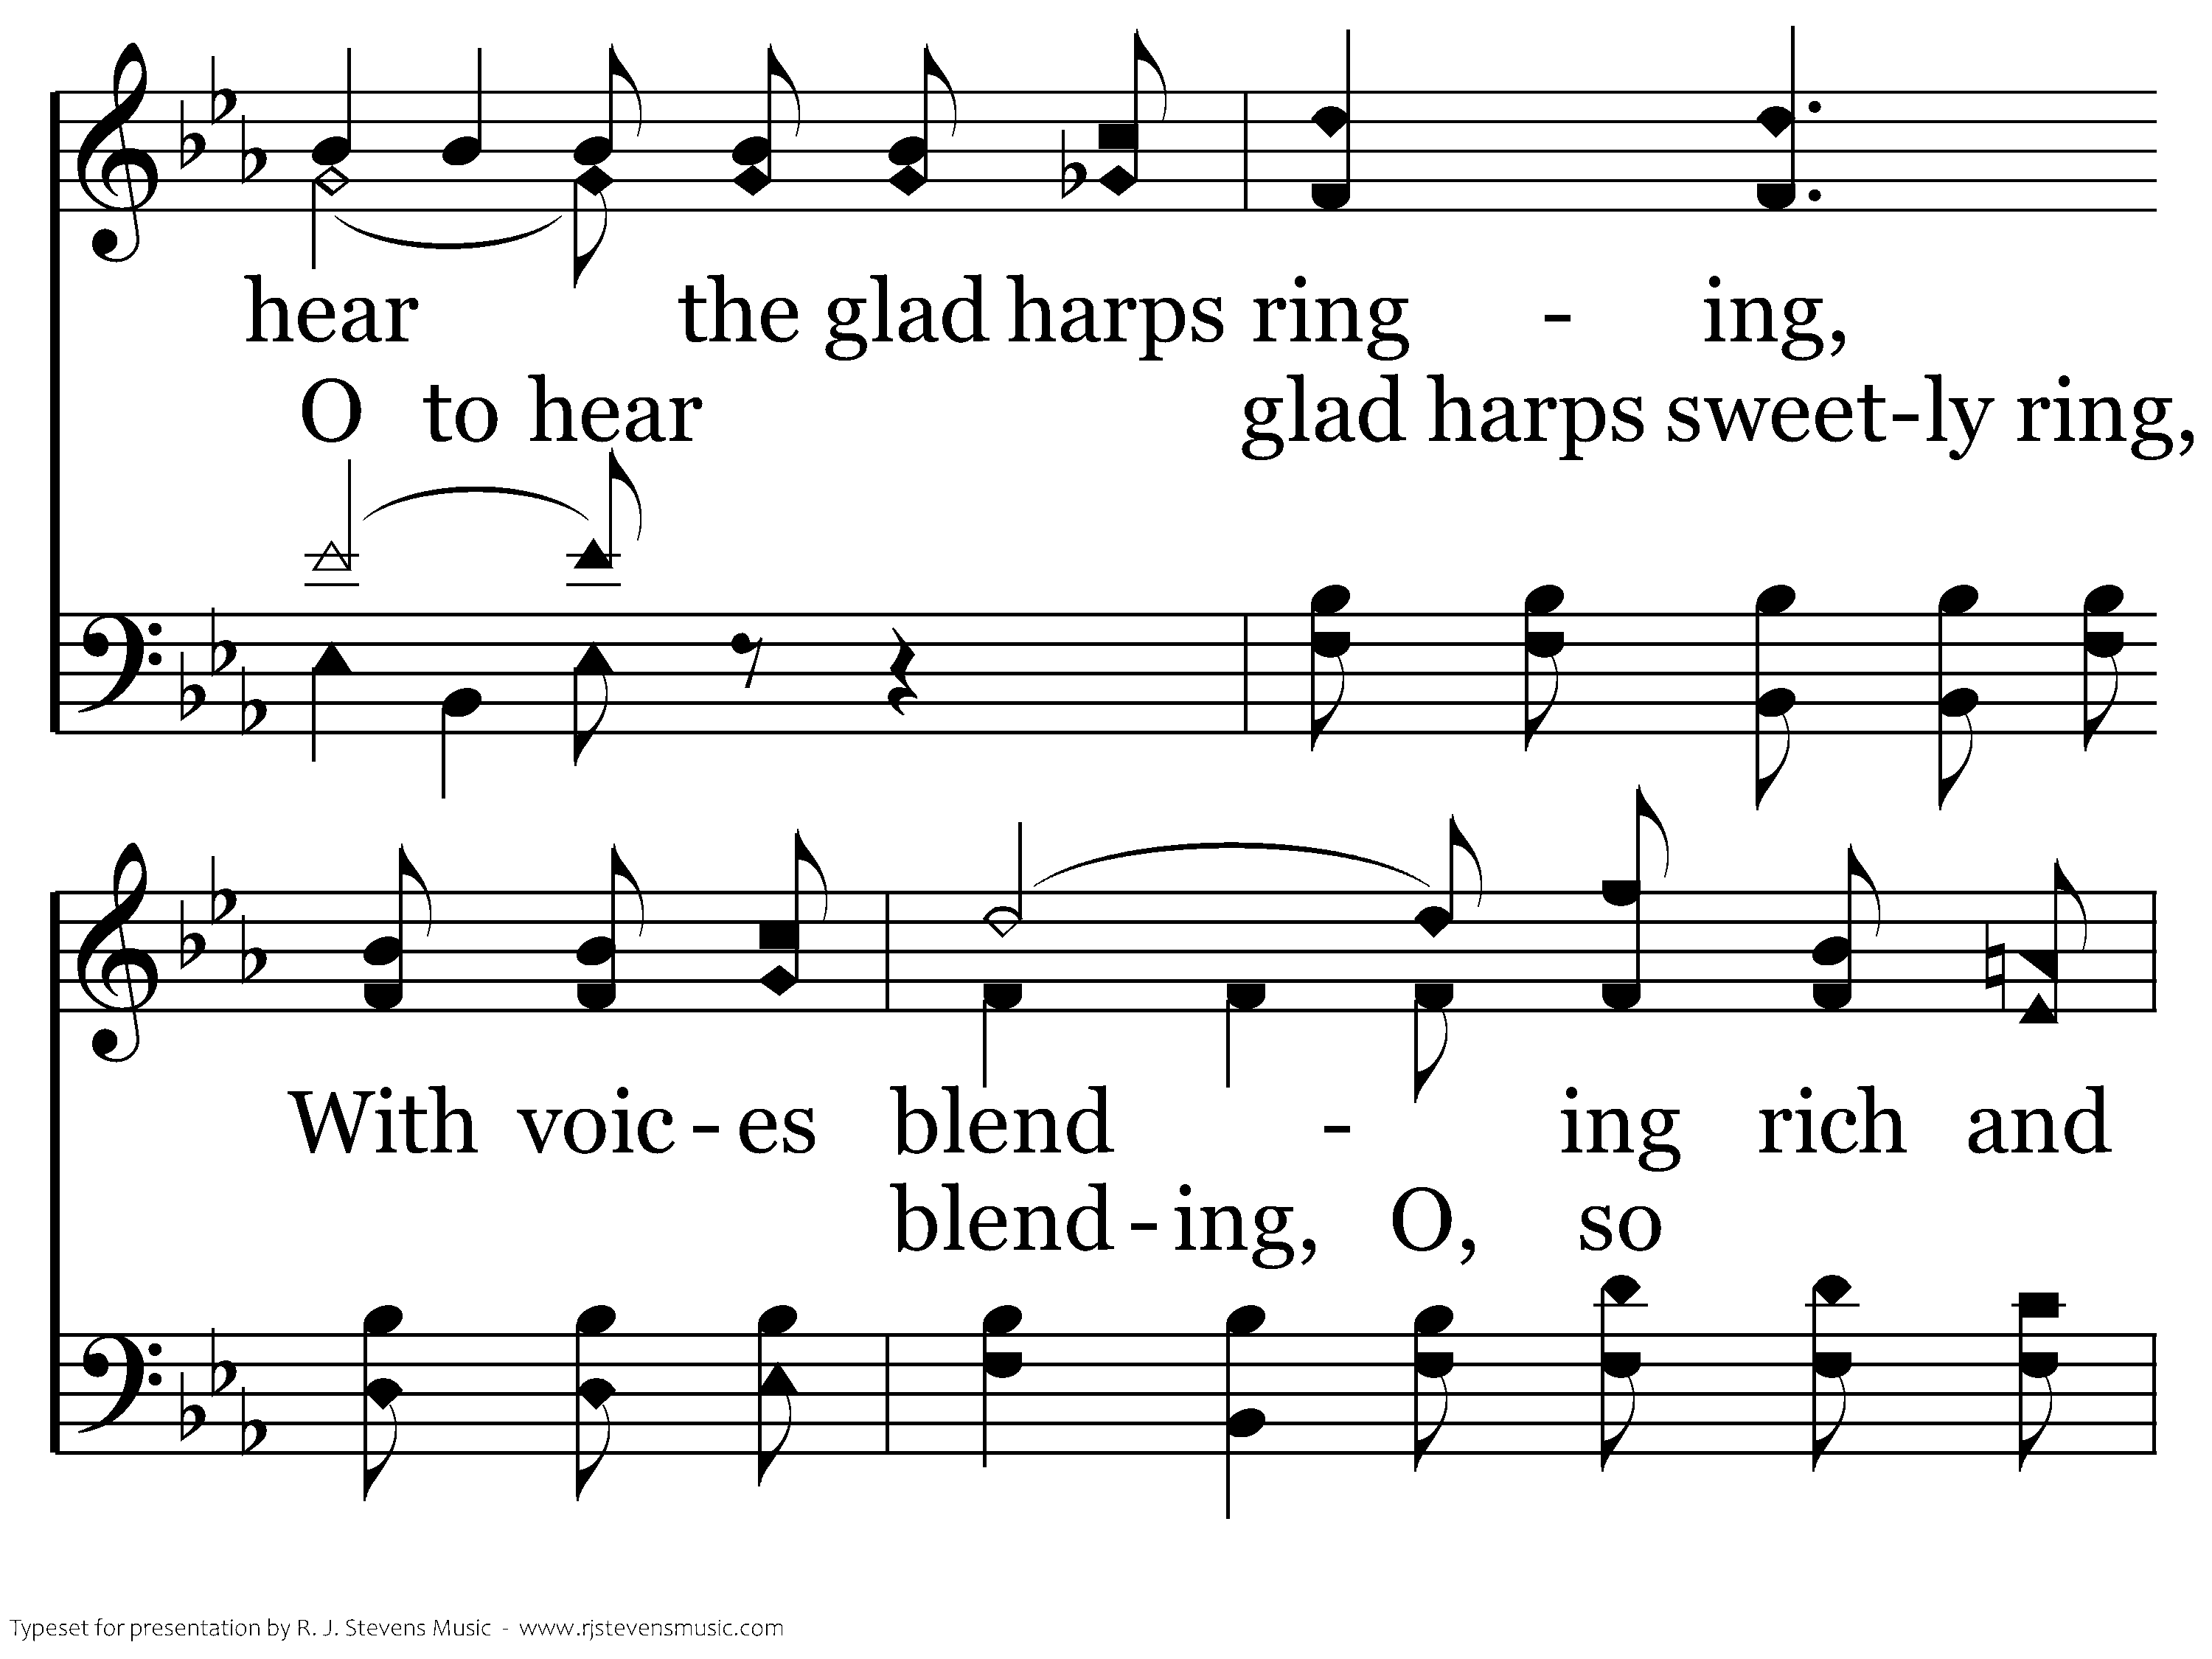 hear the glad harps ring - ing,
O to hear glad harps sweet-ly ring,
With voic - es blend - ing rich and
blend - ing, O, so
Typeset for presentation by R. J. Stevens Music - www.rjstevensmusic.com